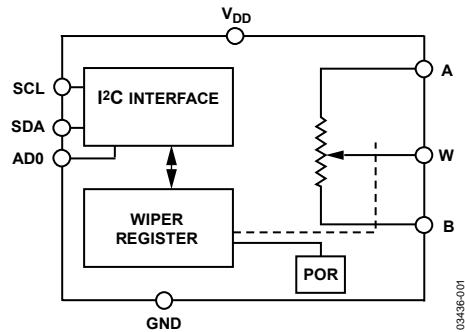 VDD
SCL
SDA
AD0
I2C INTERFACE
WIPER
REGISTER
POR
A
W
B
GND
03436-001